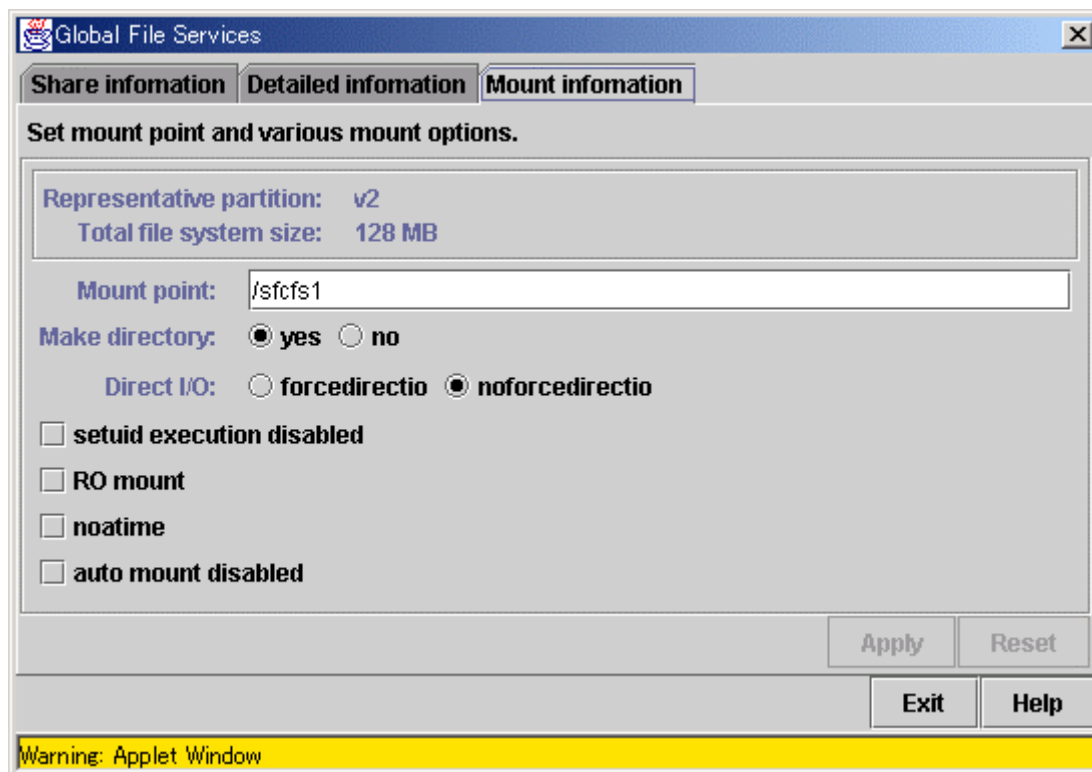 Global File Services
Share infomation Detailed infomation Mount infomation
Set mount point and various mount options.
Representative partition: v2
Total file system size: 128 MB
Mount point: /sfcfs1
Make directory: yes no
Direct I/O: forcedirectio noforcedirectio
setuid execution disabled
RO mount
noatime
auto mount disabled
Apply Reset
Exit Help
Warning: Applet Window